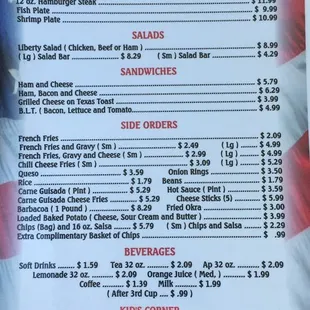 12 oz. Hamburger Steak ........ $ 11.99
Fish Plate ........ $ 9.99
Shrimp Plate ........ $ 10.99
SALADS
Liberty Salad ( Chicken, Beef or Ham ) ........ $ 8.99
( Lg ) Salad Bar ........ $ 8.29 ( Sm ) Salad Bar ........ $ 4.29
SANDWICHES
Ham and Cheese ........ $ 5.79
Ham, Bacon and Cheese ........ $ 6.29
Grilled Cheese on Texas Toast ........ $ 3.99
B.L.T. ( Bacon, Lettuce and Tomato ........ $ 4.99
SIDE ORDERS
French Fries ........ $ 2.09
French Fries and Gravy ( Sm ) ........ $ 2.49 ( Lg ) ........ $ 4.99
French Fries, Gravy and Cheese ( Sm ) ........ $ 2.99 ( Lg ) ........ $ 4.99
Chili Cheese Fries ( Sm ) ........ $ 3.09 ( Lg ) ........ $ 5.29
Queso ........ $ 3.59 Onion Rings ........ $ 3.50
Rice ........ $ 1.79 Beans ........ $ 1.79
Carne Guisada ( Pint ) ........ $ 5.29 Hot Sauce ( Pint ) ........ $ 3.59
Carne Guisada Cheese Fries ........ $ 5.29 Cheese Sticks (5) ........ $ 5.99
Barbacoa ( 1 Pound ) ........ $ 8.29 Fried Okra ........ $ 3.00
Loaded Baked Potato ( Cheese, Sour Cream and Butter ) ........ $ 3.99
Chips (Bag) and 16 oz. Salsa ........ $ 5.79 ( Sm ) Chips and Salsa ........ $ 2.29
Extra Complimentary Basket of Chips ........ $ .99
BEVERAGES
Soft Drinks ........ $ 1.59 Tea 32 oz. ........ $ 2.09 Ap 32 oz. ........ $ 2.09
Lemonade 32 oz. ........ $ 2.09 Orange Juice ( Med, ) ........ $ 1.99
Coffee ........ $ 1.39 Milk ........ $ 1.99
( After 3rd Cup .... $ .99 )
KID'S CORNER